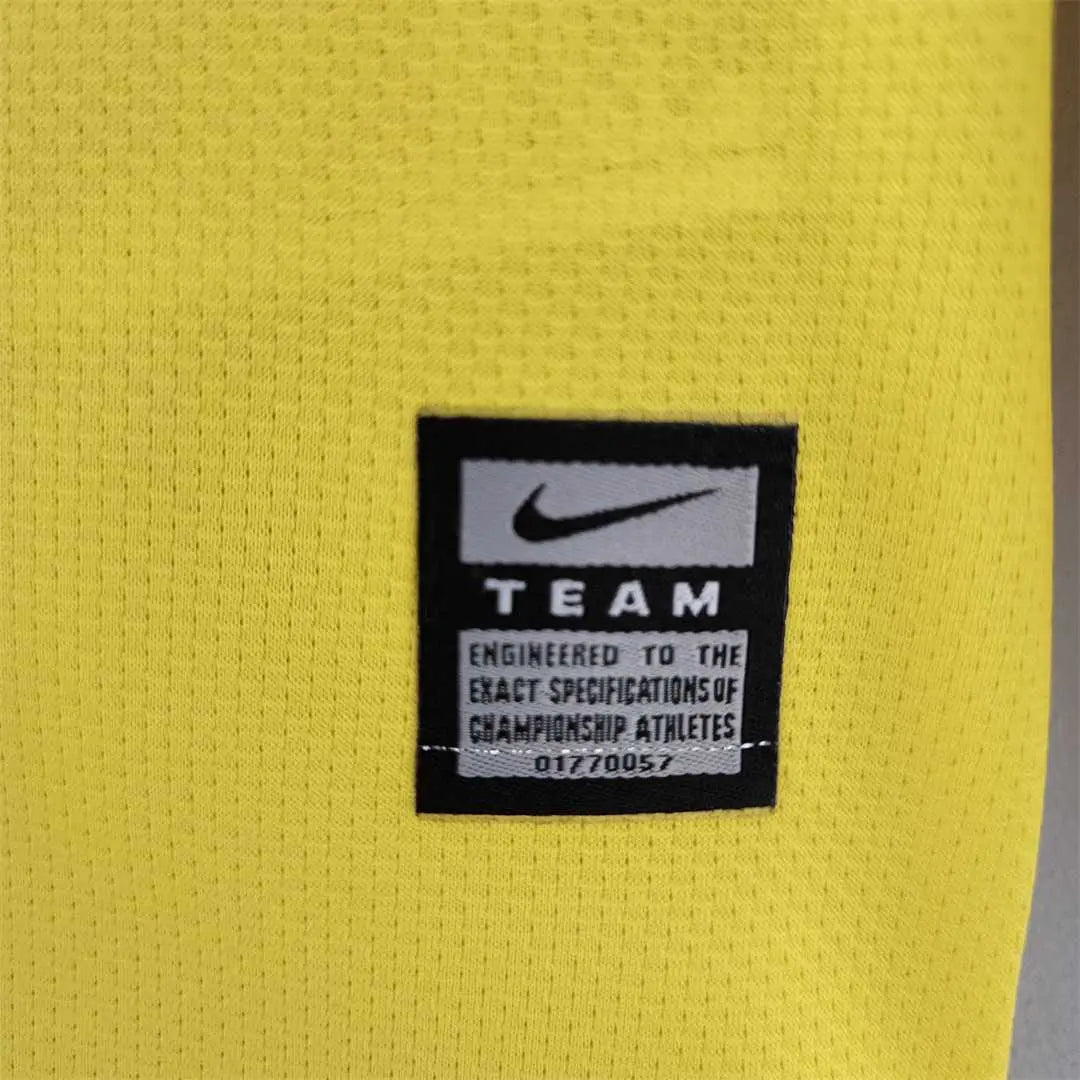 TEAM
ENGINEERED TO THE
EXACT SPECIFICATIONS OF
CHAMPIONSHIP ATHLETES
01770057